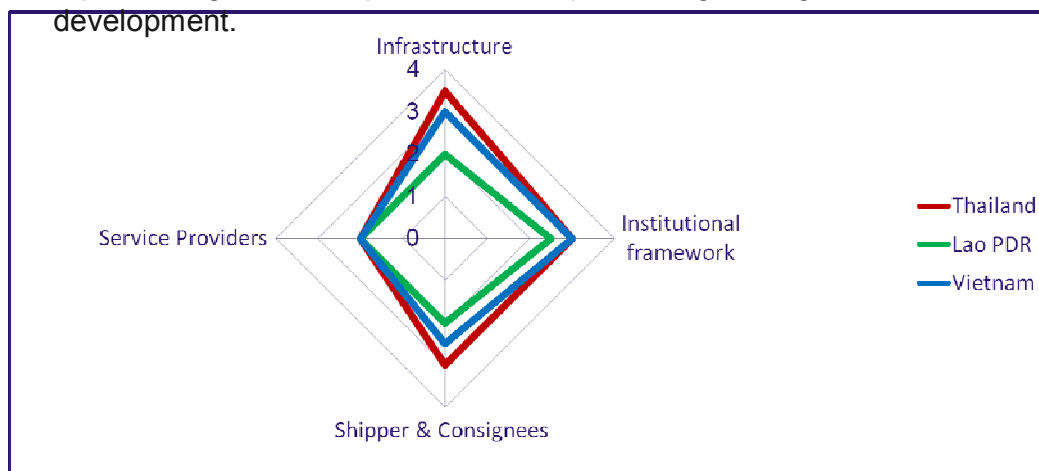 development.
Infrastructure
4
3
2
1
0
Service Providers
Institutional
framework
Shipper & Consignees
Thailand
Lao PDR
Vietnam